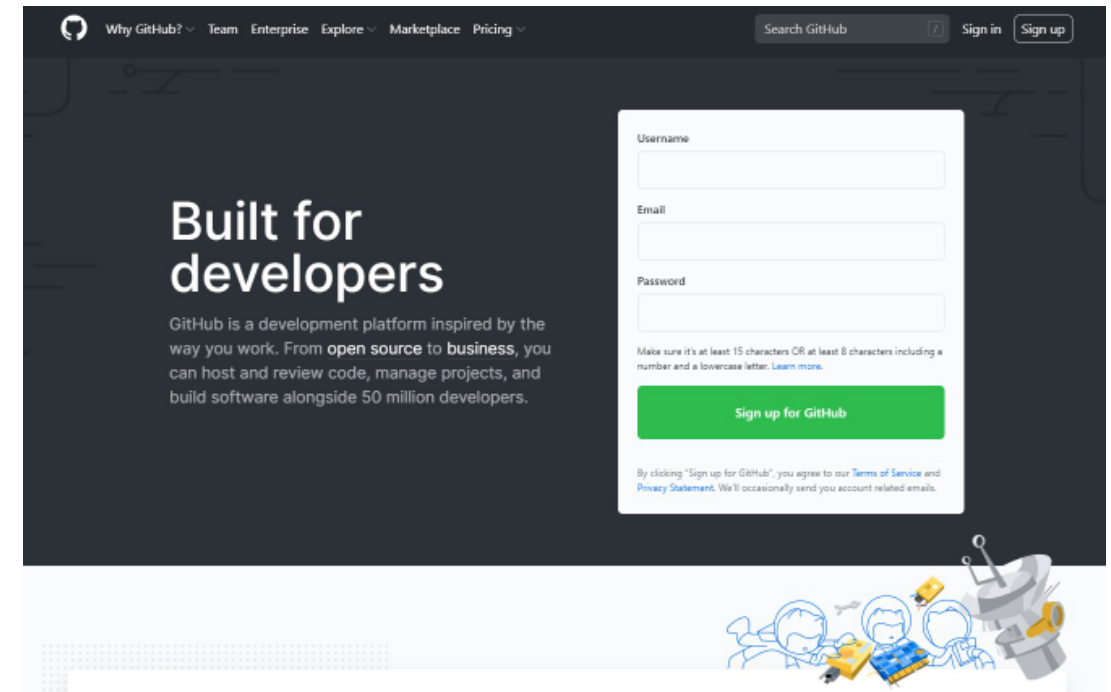 Why GitHub? Team Enterprise Explore Marketplace Pricing Search GitHub / Sign in Sign up
Built for
developers
GitHub is a development platform inspired by the
way you work. From open source to business, you
can host and review code, manage projects, and
build software alongside 50 million developers.
Username
Email
Password
Make sure it's at least 15 characters OR at least 8 characters including a
number and a lowercase letter. Learn more.
Sign up for GitHub
By clicking "Sign up for GitHub", you agree to our Terms of Service and
Privacy Statement. We'll occasionally send you account related emails.